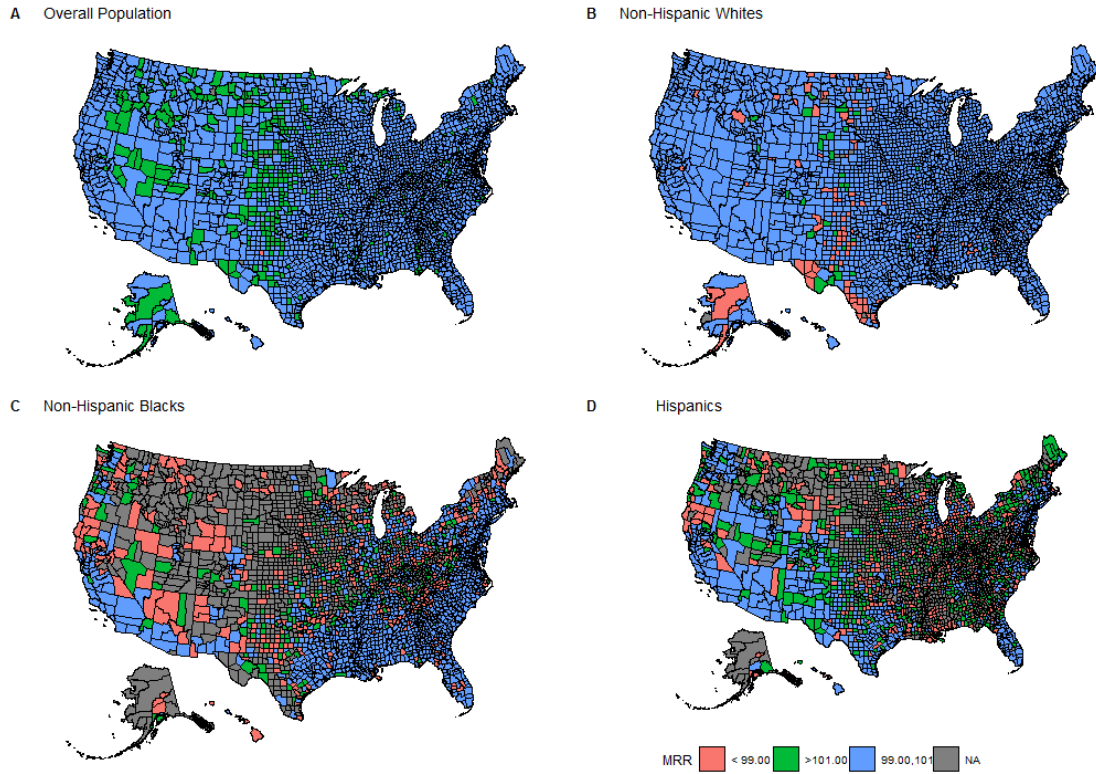 A Overall Population
B Non-Hispanic Whites
C Non-Hispanic Blacks
D Hispanics
MRR < 99.00 >101.00 99.00,101 NA